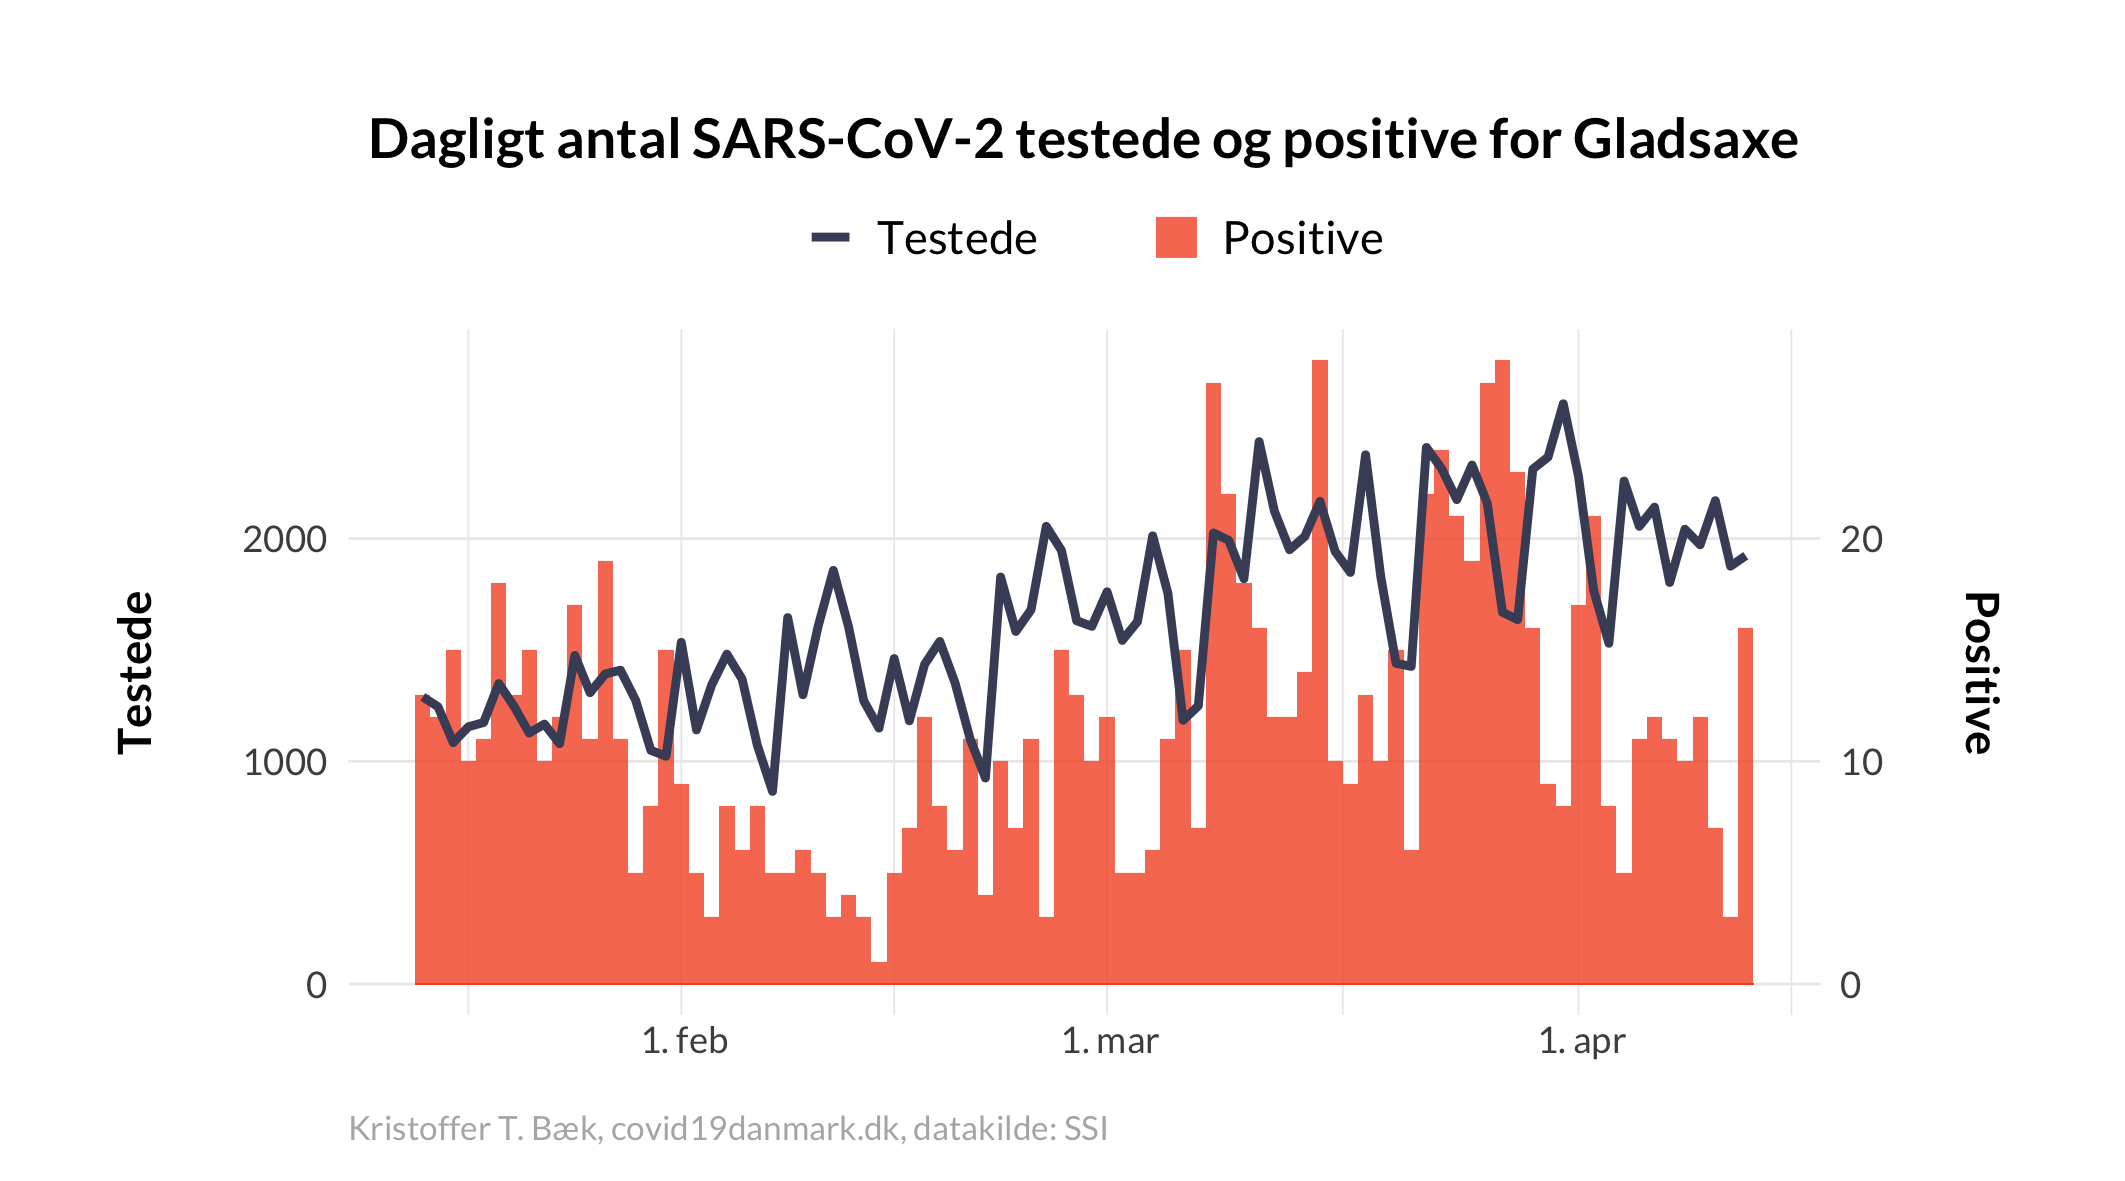 Dagligt antal SARS-CoV-2 testede og positive for Gladsaxe
Testede
Positive
Testede
2000
1000
0
20
10
0
Positive
1. feb
1. mar
1. apr
Kristoffer T. Bæk, covid19danmark.dk, datakilde: SSI